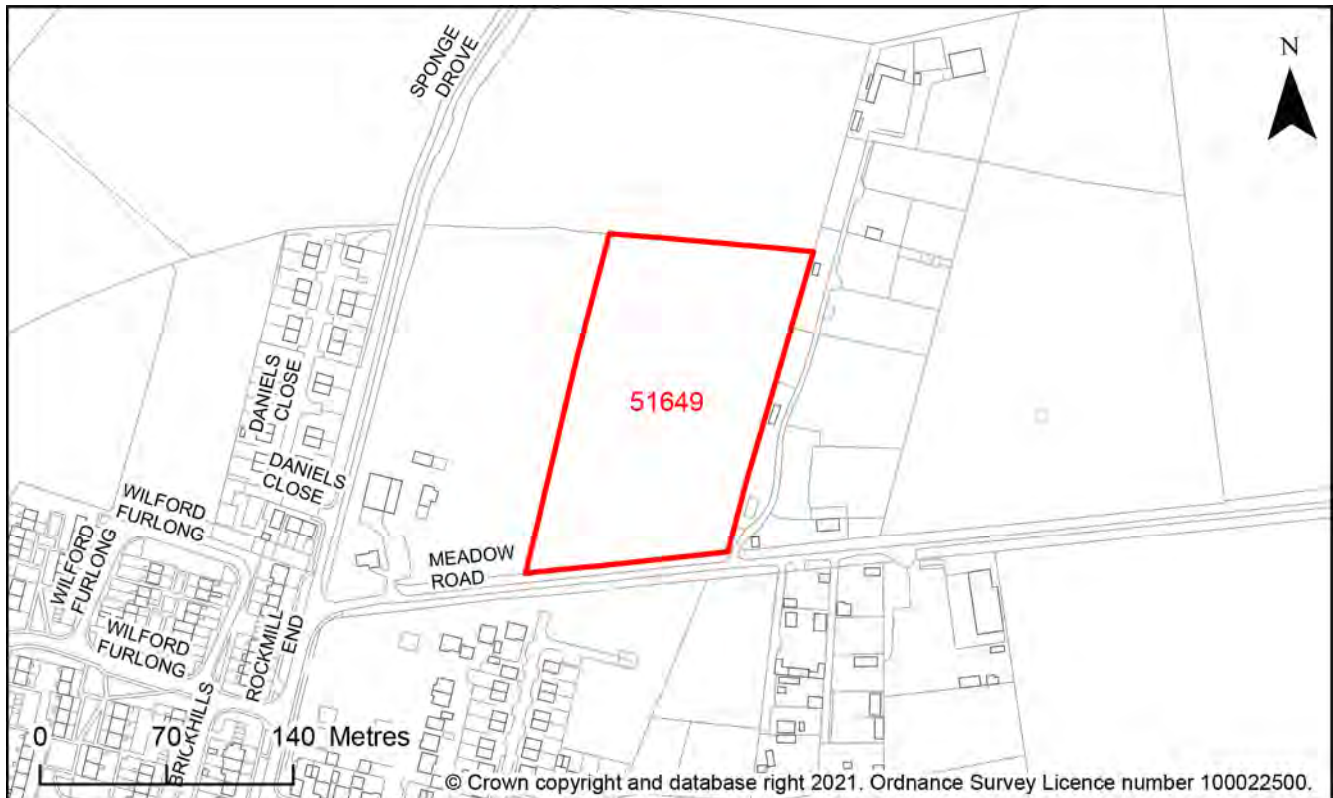 SPONGE
DROVE
N
51649
DANIELS
CLOSE
DANIELS
CLOSE
WILFORD
FURLONG
WILFORD
FURLONG
MEADOW
ROAD
WILFORD
FURLONG
ROCKMILL
END
BRICKHILLS
0 70 140 Metres
© Crown copyright and database right 2021. Ordnance Survey Licence number 100022500.